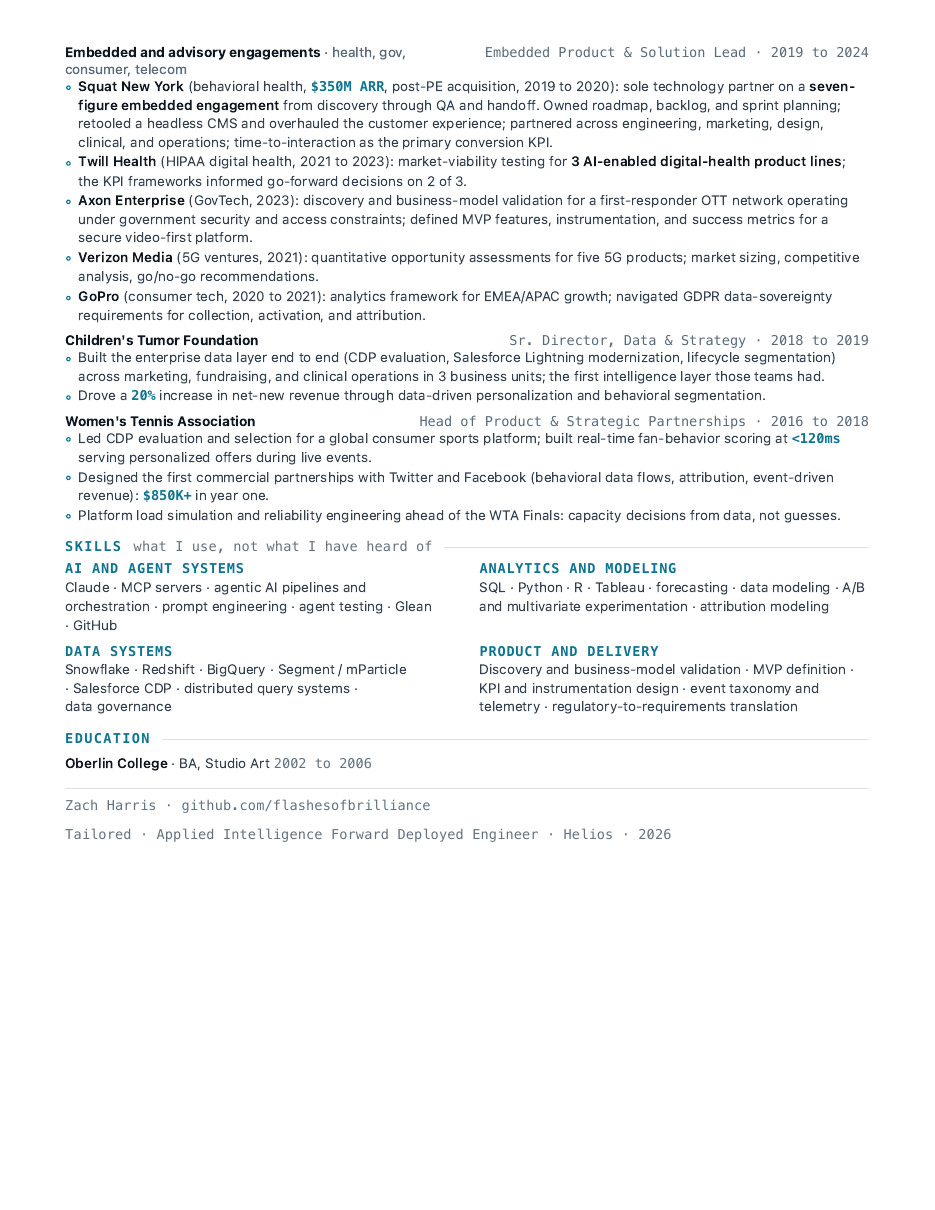 Embedded and advisory engagements · health, gov, consumer, telecom
Embedded Product & Solution Lead · 2019 to 2024
Squat New York (behavioral health, $350M ARR, post-PE acquisition, 2019 to 2020): sole technology partner on a seven-
figure embedded engagement from discovery through QA and handoff. Owned roadmap, backlog, and sprint planning;
retooled a headless CMS and overhauled the customer experience; partnered across engineering, marketing, design,
clinical, and operations; time-to-interaction as the primary conversion KPI.
Twill Health (HIPAA digital health, 2021 to 2023): market-viability testing for 3 AI-enabled digital-health product lines;
the KPI frameworks informed go-forward decisions on 2 of 3.
Axon Enterprise (GovTech, 2023): discovery and business-model validation for a first-responder OTT network operating
under government security and access constraints; defined MVP features, instrumentation, and success metrics for a
secure video-first platform.
Verizon Media (5G ventures, 2021): quantitative opportunity assessments for five 5G products; market sizing, competitive
analysis, go/no-go recommendations.
GoPro (consumer tech, 2020 to 2021): analytics framework for EMEA/APAC growth; navigated GDPR data-sovereignty
requirements for collection, activation, and attribution.
Children's Tumor Foundation
Sr. Director, Data & Strategy · 2018 to 2019
Built the enterprise data layer end to end (CDP evaluation, Salesforce Lightning modernization, lifecycle segmentation)
across marketing, fundraising, and clinical operations in 3 business units; the first intelligence layer those teams had.
Drove a 20% increase in net-new revenue through data-driven personalization and behavioral segmentation.
Women's Tennis Association
Head of Product & Strategic Partnerships · 2016 to 2018
Led CDP evaluation and selection for a global consumer sports platform; built real-time fan-behavior scoring at <120ms
serving personalized offers during live events.
Designed the first commercial partnerships with Twitter and Facebook (behavioral data flows, attribution, event-driven
revenue): $850K+ in year one.
Platform load simulation and reliability engineering ahead of the WTA Finals: capacity decisions from data, not guesses.
SKILLS what I use, not what I have heard of
AI AND AGENT SYSTEMS
Claude · MCP servers · agentic AI pipelines and
orchestration · prompt engineering · agent testing · Glean
· GitHub
ANALYTICS AND MODELING
SQL · Python · R · Tableau · forecasting · data modeling · A/B
and multivariate experimentation · attribution modeling
DATA SYSTEMS
Snowflake · Redshift · BigQuery · Segment / mParticle
· Salesforce CDP · distributed query systems ·
data governance
PRODUCT AND DELIVERY
Discovery and business-model validation · MVP definition ·
KPI and instrumentation design · event taxonomy and
telemetry · regulatory-to-requirements translation
EDUCATION
Oberlin College · BA, Studio Art 2002 to 2006
Zach Harris · github.com/flashesofbrilliance
Tailored · Applied Intelligence Forward Deployed Engineer · Helios · 2026